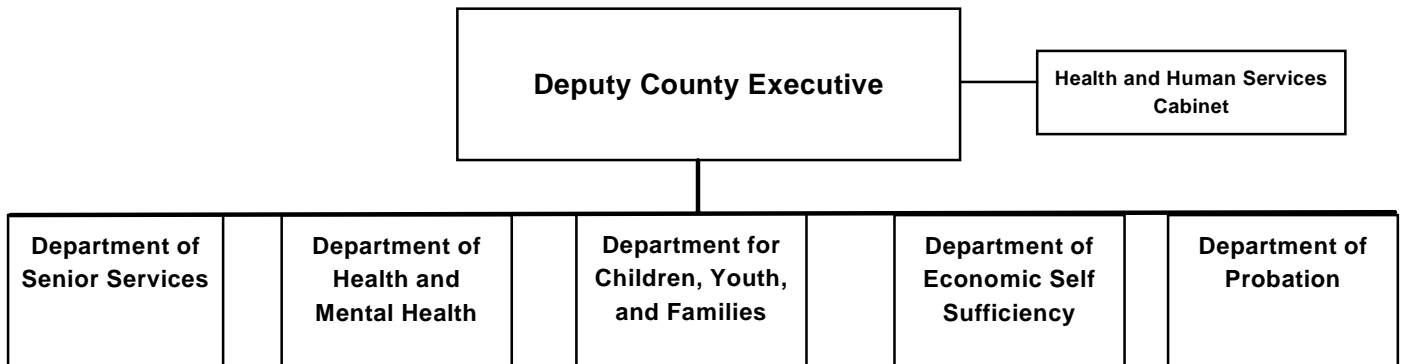 Deputy County Executive
Health and Human Services
Cabinet
Department of
Senior Services
Department of
Health and
Mental Health
Department for
Children, Youth,
and Families
Department of
Economic Self
Sufficiency
Department of
Probation